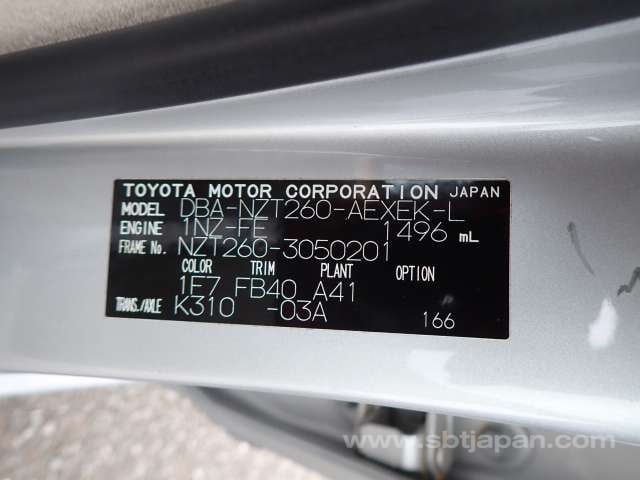 TOYOTA MOTOR CORPORATION JAPAN
MODEL DBA-NZT260-AEXEK-L
ENGINE 1NZ-FE 1496 mL
FRAME No. NZT260-3050201
COLOR TRIM PLANT OPTION
1F7 FB40 A41
TRANS./AXLE K310 -03A
166
www.sbtjapan.com